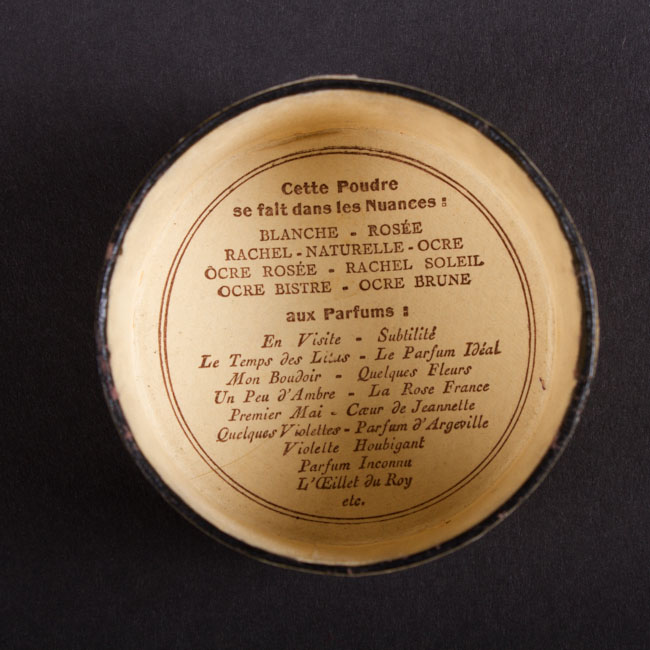 Cette Poudre
se fait dans les Nuances :
BLANCHE - ROSÉE
RACHEL - NATURELLE - OCRE
OCRE ROSÉE - RACHEL SOLEIL
OCRE BISTRE - OCRE BRUNE
aux Parfums :
En Visite - Subtilité
Le Temps des Lilas - Le Parfum Idéal
Mon Boudoir - Quelques Fleurs
Un Peu d'Ambre - La Rose France
Premier Mai - Cœur de Jeannette
Quelques Violettes - Parfum d'Argeville
Violette Houbigant
Parfum Inconnu
L'Œillet du Roy
etc.